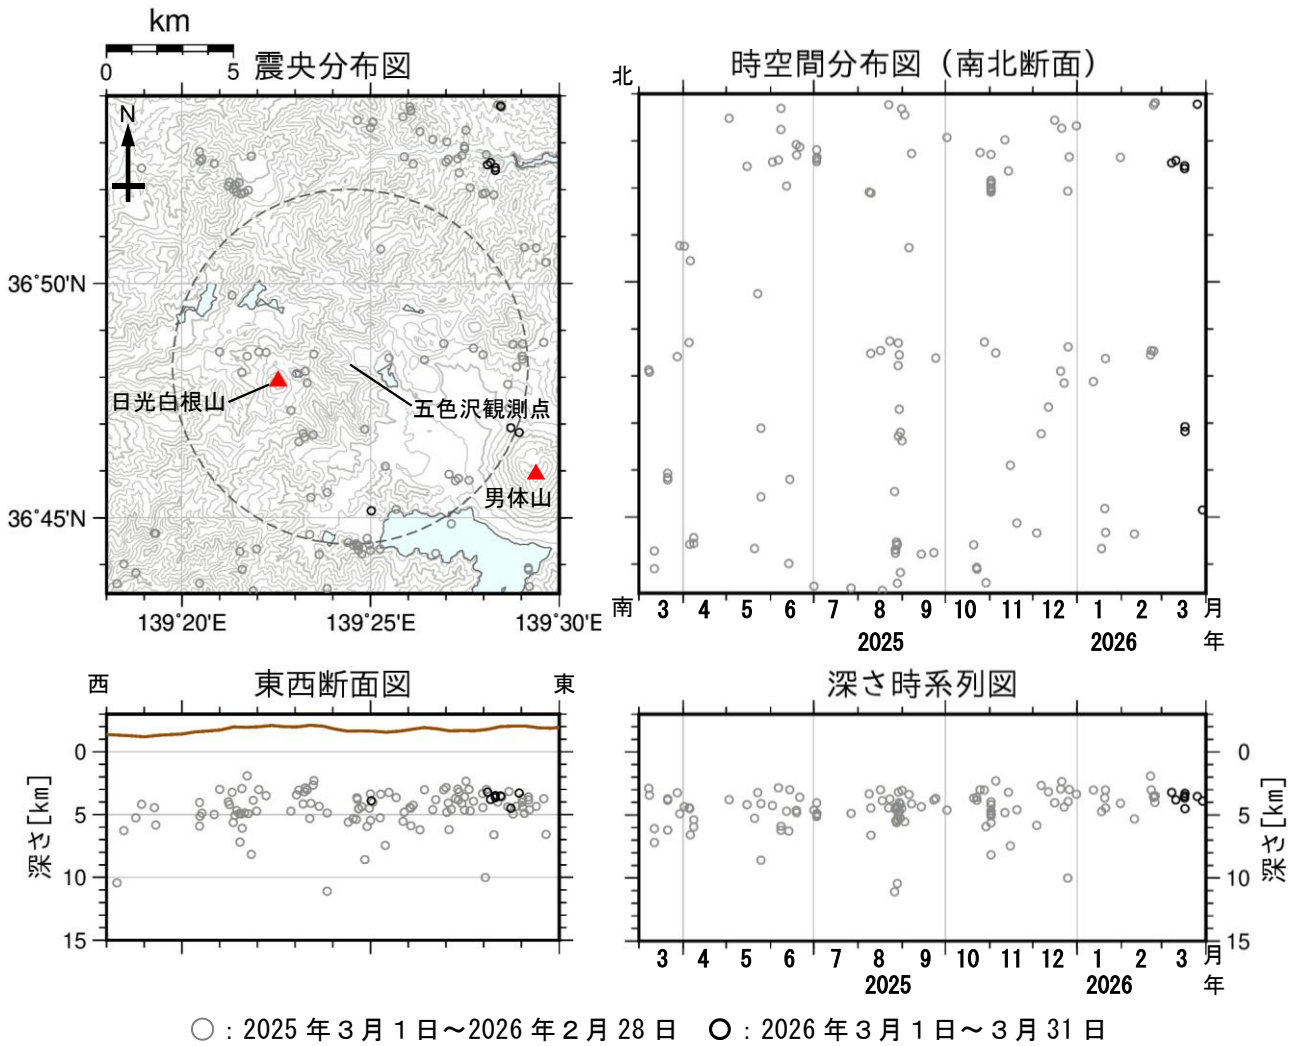 km
0 5
震央分布図
N
36°50'N
36°45'N
139°20'E 139°25'E 139°30'E
日光白根山
五色沢観測点
男体山
時空間分布図（南北断面）
北
南
3 4 5 6 7 8 9 10 11 12 1 2 3 月
2025 2026 年
東西断面図
西 東
0
5
10
15
深さ[km]
深さ時系列図
0
5
10
15
深さ[km]
3 4 5 6 7 8 9 10 11 12 1 2 3 月
2025 2026 年
○：2025 年３月１日～2026 年２月 28 日 ○：2026 年３月１日～３月 31 日